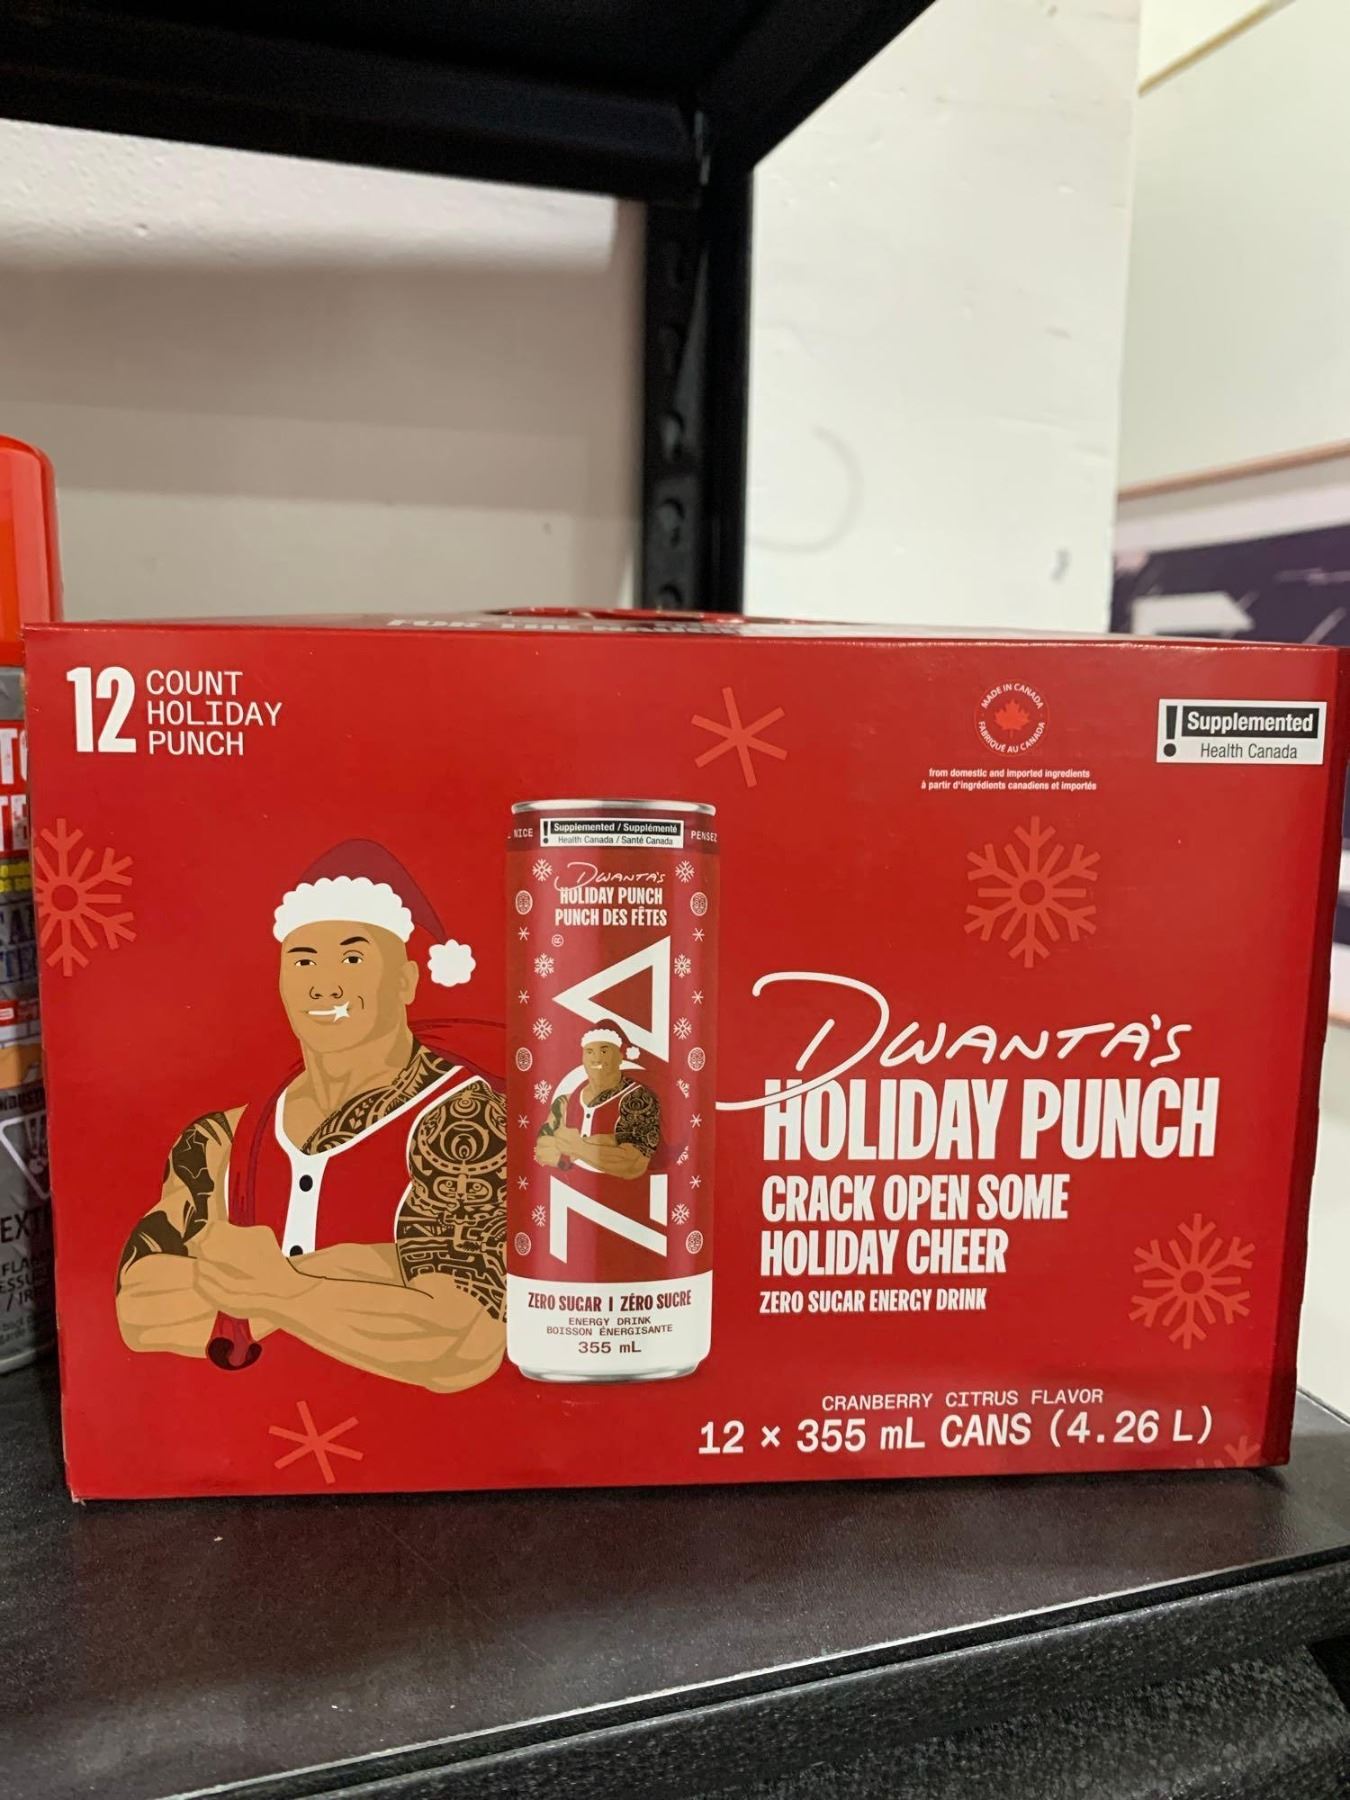 12 COUNT
HOLIDAY
PUNCH
MADE IN CANADA
FABRIQUÉ AU CANADA
from domestic and imported ingredients
à partir d'ingrédients canadiens et importés
! Supplemented
Health Canada
NICE
! Supplemented / Supplémenté
Health Canada / Santé Canada
PENSEZ
DWANTA'S
HOLIDAY PUNCH
PUNCH DES FÊTES
ZOA
®
ZERO SUGAR | ZÉRO SUCRE
ENERGY DRINK
BOISSON ÉNERGISANTE
355 mL
DWANTA'S
HOLIDAY PUNCH
CRACK OPEN SOME
HOLIDAY CHEER
ZERO SUGAR ENERGY DRINK
CRANBERRY CITRUS FLAVOR
12 × 355 mL CANS (4.26 L)